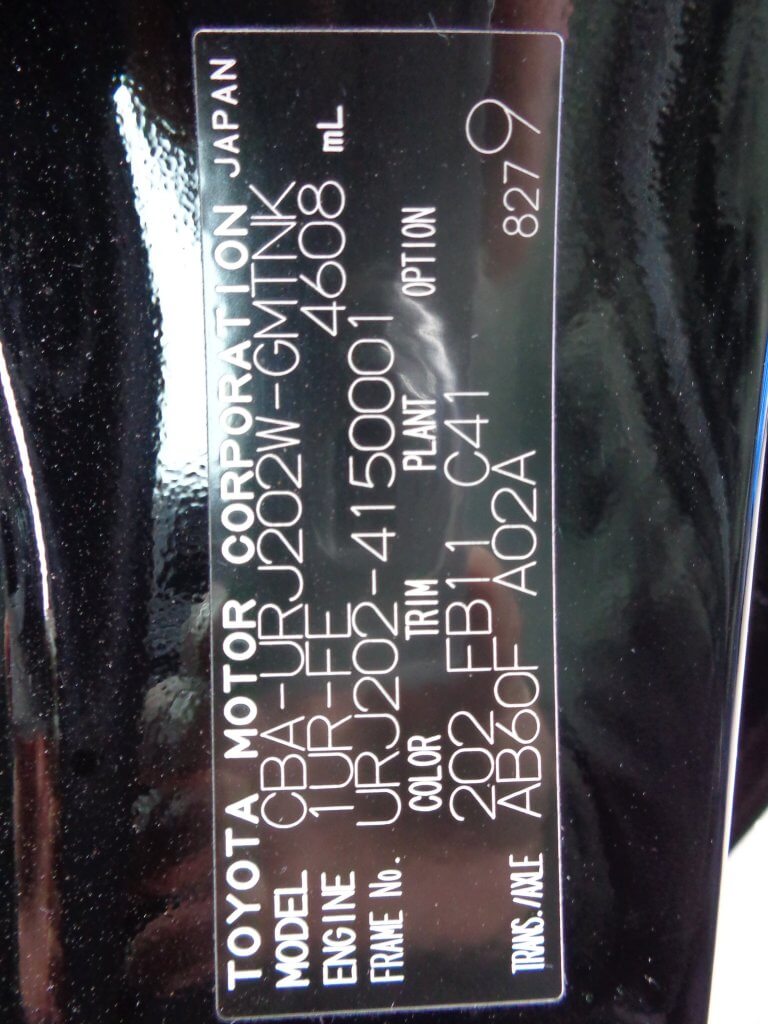 TOYOTA MOTOR CORPORATION JAPAN
MODEL CBA-URJ202W-GMTNK
ENGINE 1UR-FE 4608 mL
FRAME No. URJ202-4150001
COLOR TRIM PLANT OPTION
202 FB11 C41
TRANS./AXLE AB60F A02A 8279